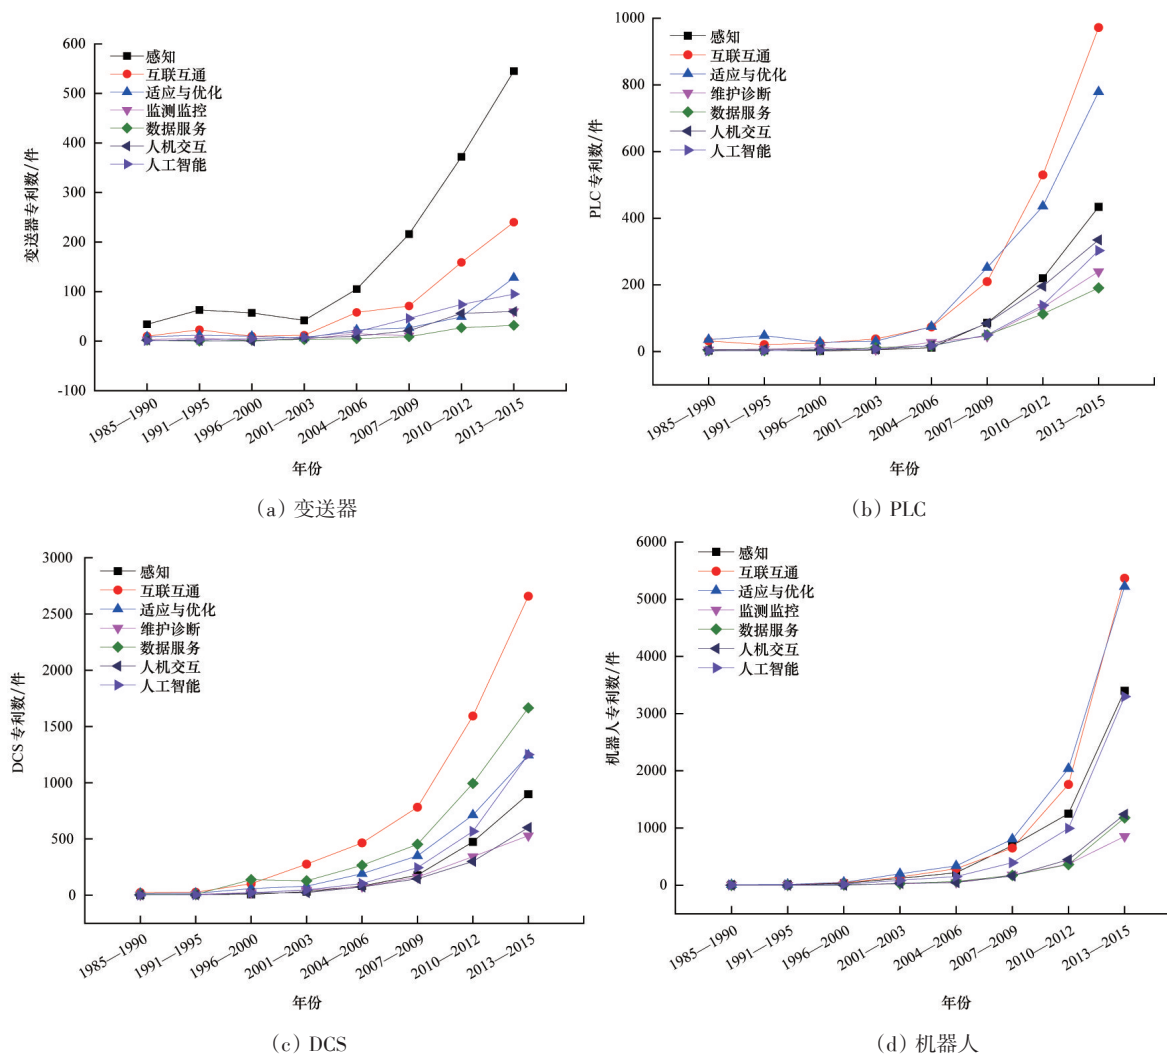 600
500
400
300
200
100
0
-100
变送器专利数/件
感知
互联互通
适应与优化
监测监控
数据服务
人机交互
人工智能
1985—1990
1991—1995
1996—2000
2001—2003
2004—2006
2007—2009
2010—2012
2013—2015
年份
(a) 变送器
1000
800
600
400
200
0
PLC 专利数/件
感知
互联互通
适应与优化
维护诊断
数据服务
人机交互
人工智能
1985—1990
1991—1995
1996—2000
2001—2003
2004—2006
2007—2009
2010—2012
2013—2015
年份
(b) PLC
3000
2500
2000
1500
1000
500
0
DCS 专利数/件
感知
互联互通
适应与优化
维护诊断
数据服务
人机交互
人工智能
1985—1990
1991—1995
1996—2000
2001—2003
2004—2006
2007—2009
2010—2012
2013—2015
年份
(c) DCS
6000
5000
4000
3000
2000
1000
0
机器人专利数/件
感知
互联互通
适应与优化
监测监控
数据服务
人机交互
人工智能
1985—1990
1991—1995
1996—2000
2001—2003
2004—2006
2007—2009
2010—2012
2013—2015
年份
(d) 机器人